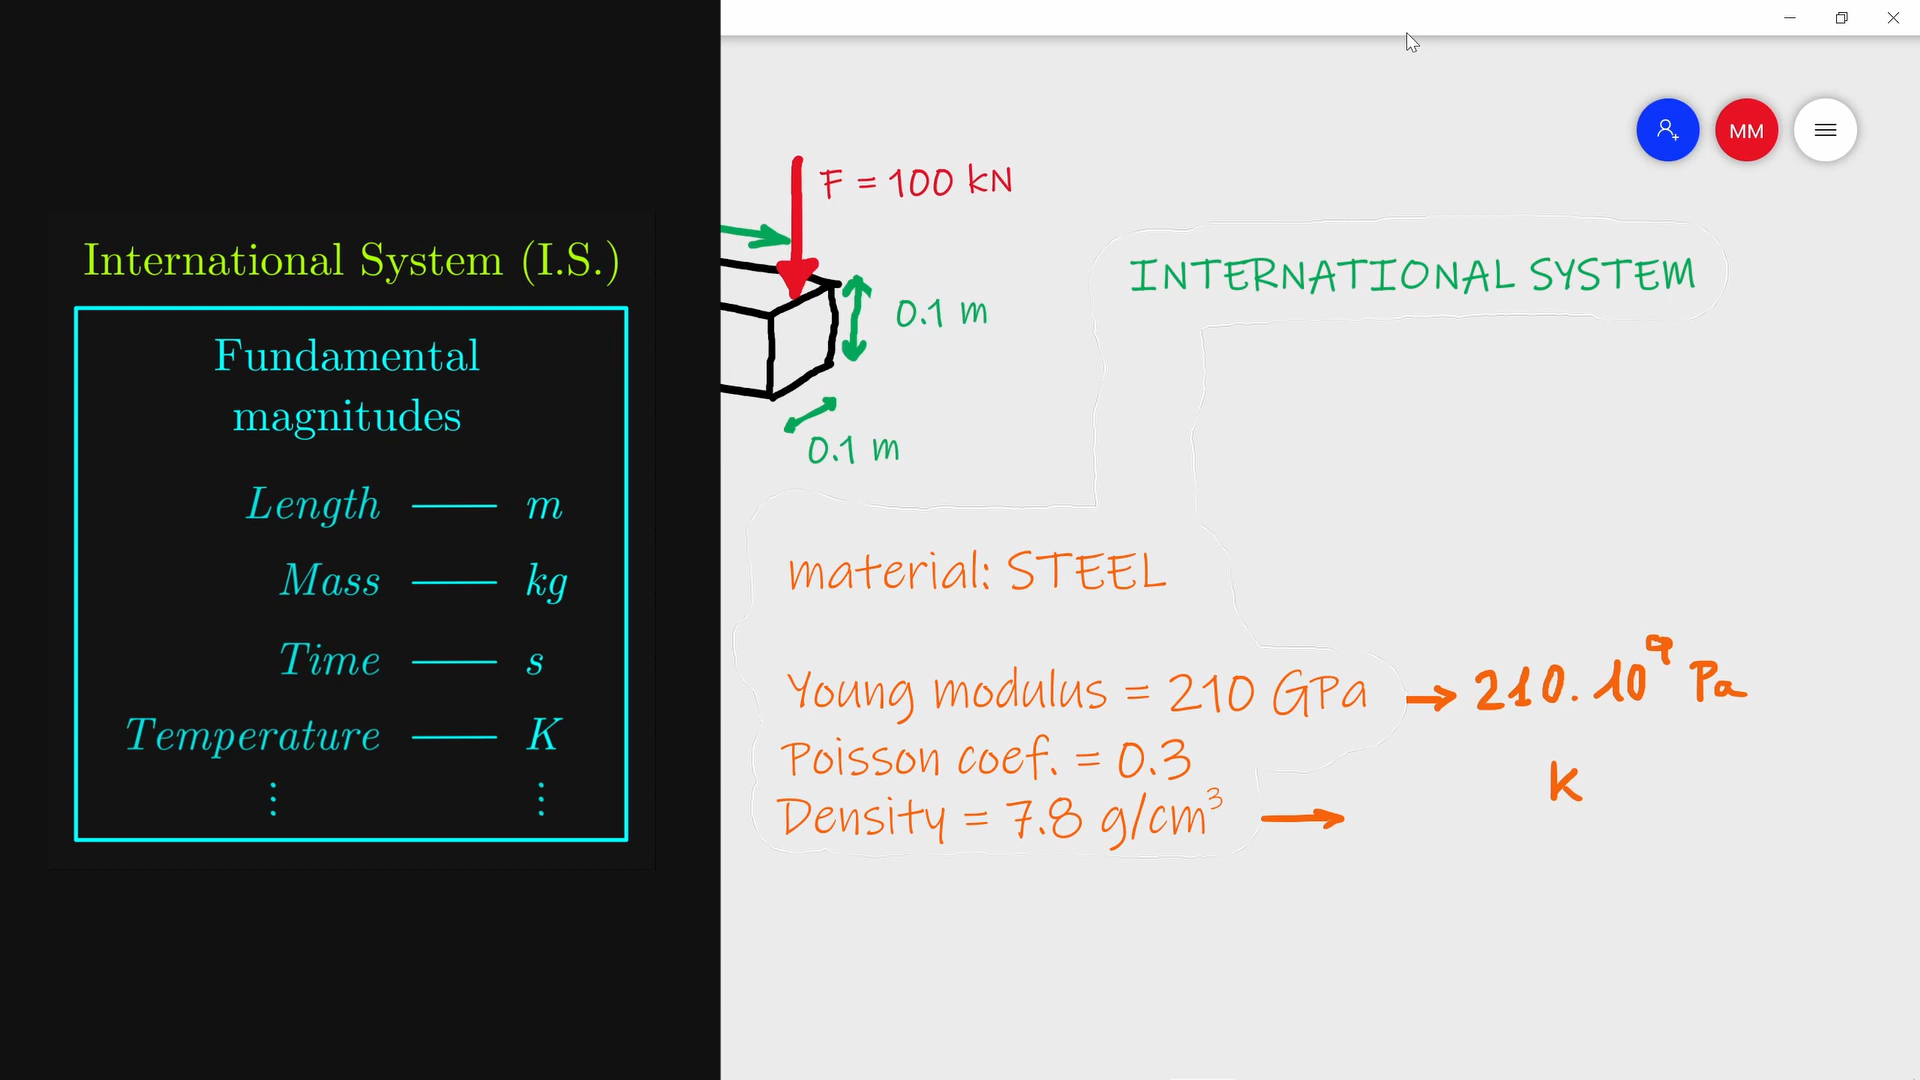 International System (I.S.)
Fundamental
magnitudes
Length — m
Mass — kg
Time — s
Temperature — K
⋮ ⋮
MM
F = 100 kN
0.1 m
0.1 m
INTERNATIONAL SYSTEM
material: STEEL
Young modulus = 210 GPa → 210.10⁹ Pa
Poisson coef. = 0.3
k
Density = 7.8 g/cm³ →